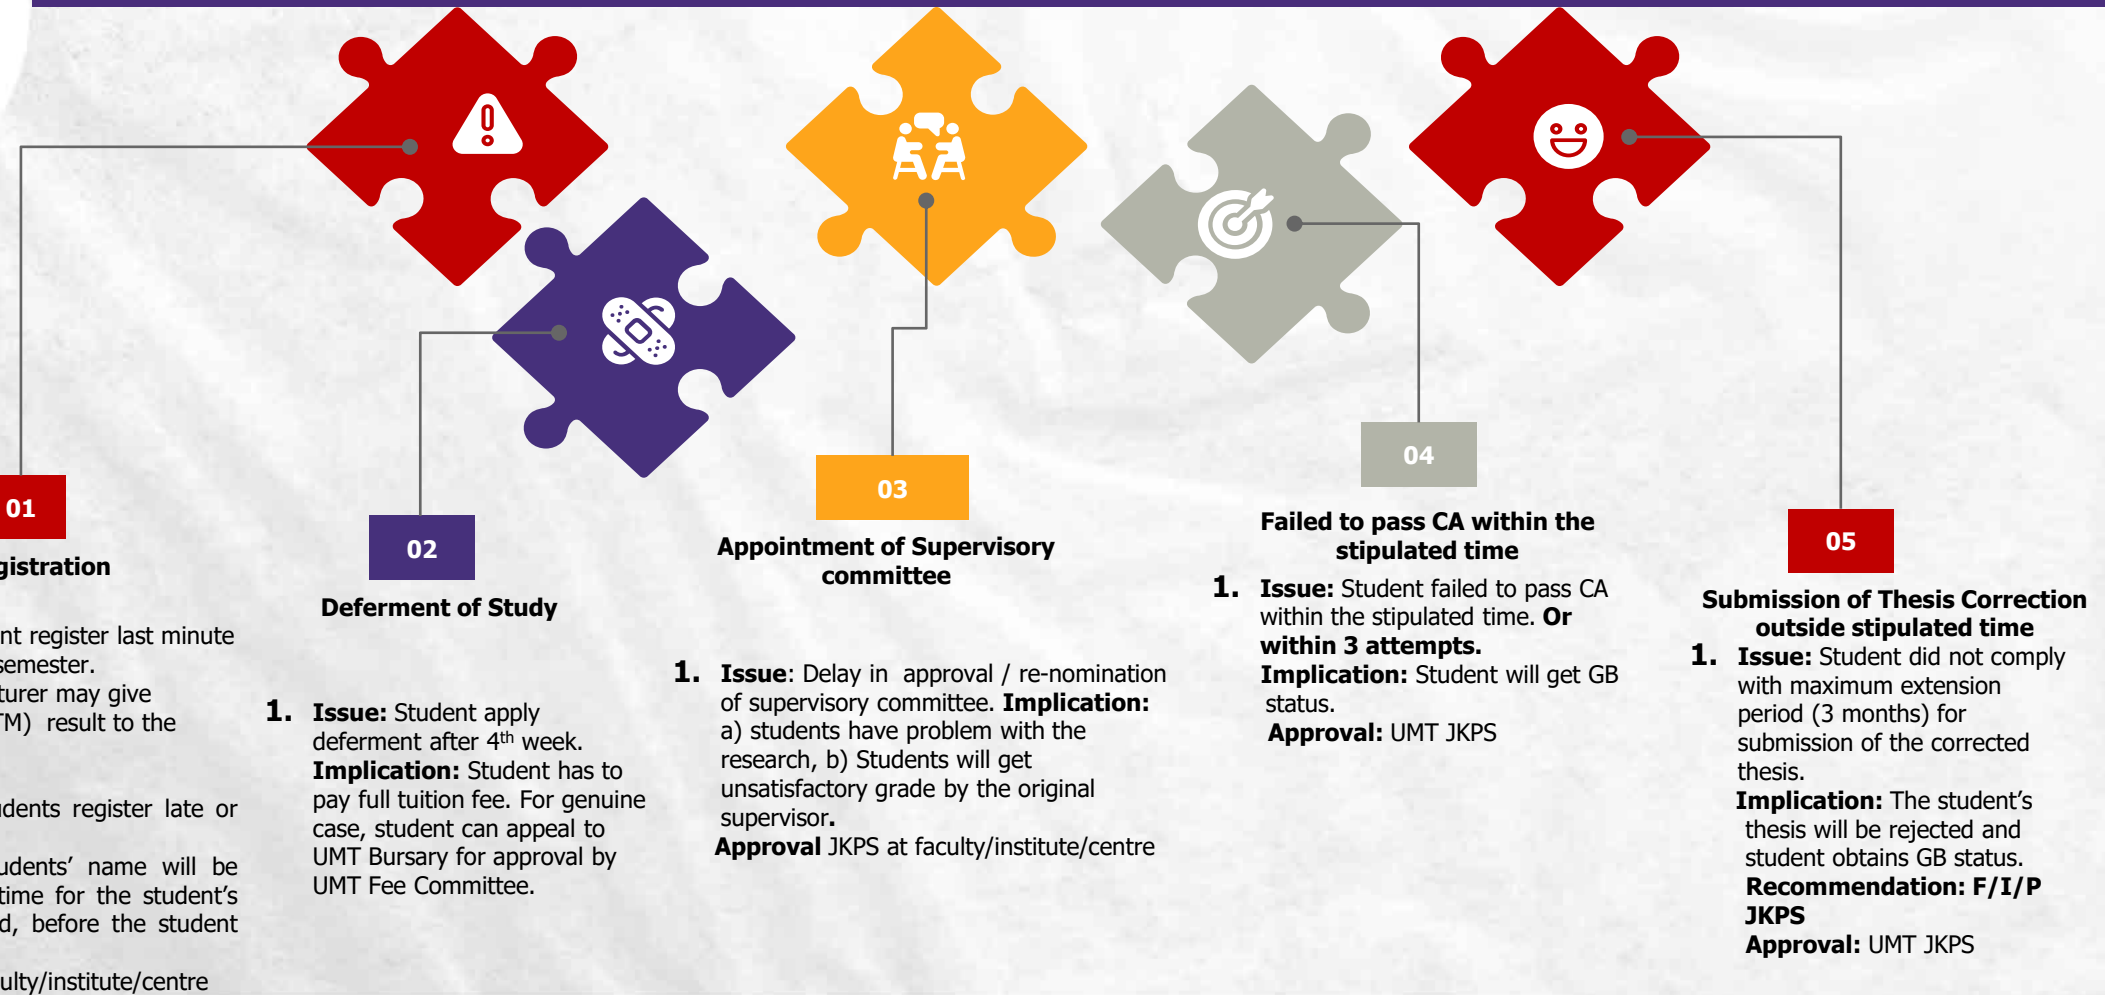 01
gistration
nt register last minute
semester.
turer may give
TM) result to the
udents register late or
udents' name will be
time for the student's
d, before the student
culty/institute/centre
02
Deferment of Study
1. Issue: Student apply
deferment after 4th week.
Implication: Student has to
pay full tuition fee. For genuine
case, student can appeal to
UMT Bursary for approval by
UMT Fee Committee.
03
Appointment of Supervisory
committee
1. Issue: Delay in approval / re-nomination
of supervisory committee. Implication:
a) students have problem with the
research, b) Students will get
unsatisfactory grade by the original
supervisor.
Approval JKPS at faculty/institute/centre
04
Failed to pass CA within the
stipulated time
1. Issue: Student failed to pass CA
within the stipulated time. Or
within 3 attempts.
Implication: Student will get GB
status.
Approval: UMT JKPS
05
Submission of Thesis Correction
outside stipulated time
1. Issue: Student did not comply
with maximum extension
period (3 months) for
submission of the corrected
thesis.
Implication: The student's
thesis will be rejected and
student obtains GB status.
Recommendation: F/I/P
JKPS
Approval: UMT JKPS